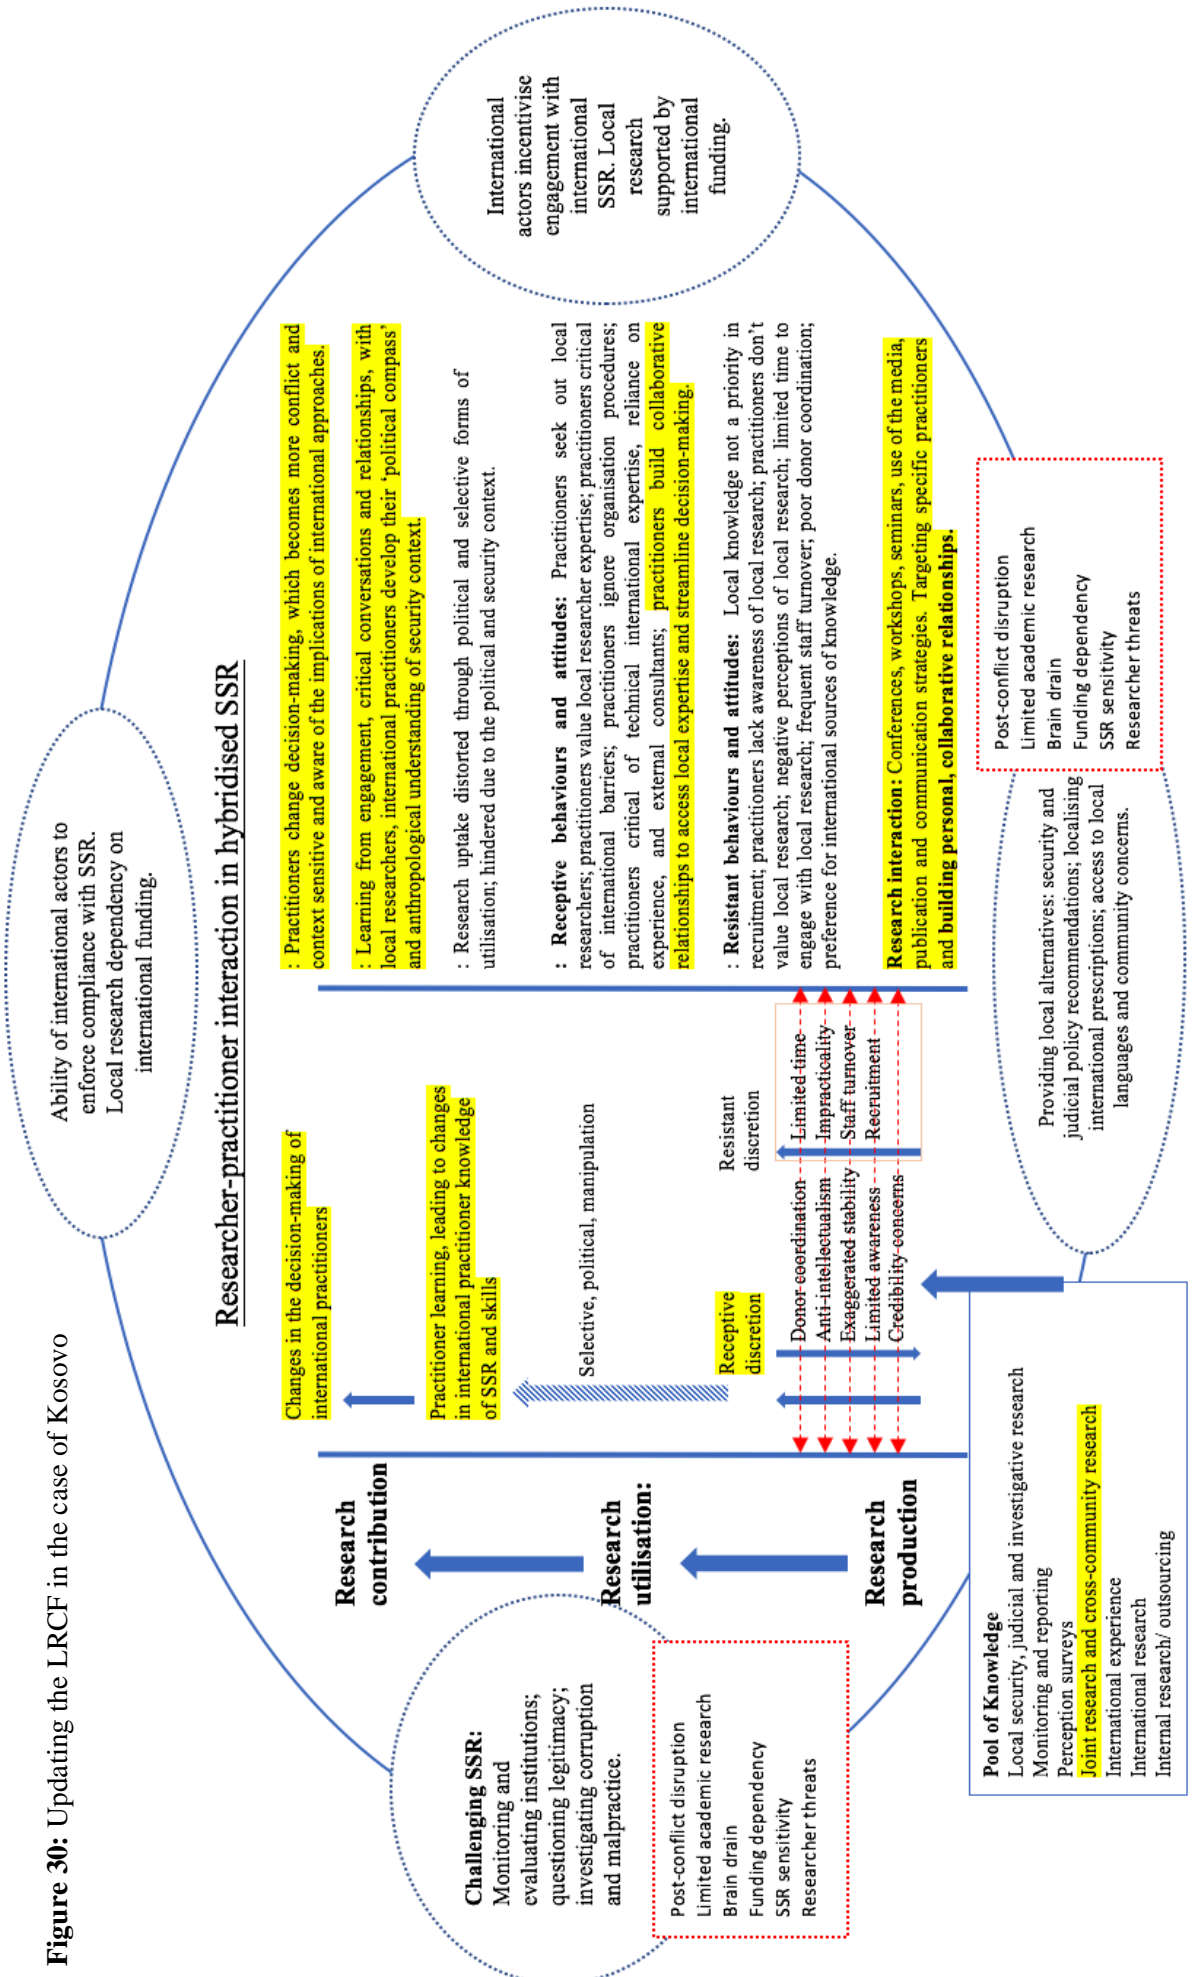 Figure 30: Updating the LRCF in the case of Kosovo
Ability of international actors to
enforce compliance with SSR.
Local research dependency on
international funding.
Researcher-practitioner interaction in hybridised SSR
Challenging SSR:
Monitoring and
evaluating institutions;
questioning legitimacy;
investigating corruption
and malpractice.
Post-conflict disruption
Limited academic research
Brain drain
Funding dependency
SSR sensitivity
Researcher threats
Research
contribution
Research
utilisation:
Research
production
Changes in the decision-making of
international practitioners
Practitioner learning, leading to changes
in international practitioner knowledge
of SSR and skills
Selective, political, manipulation
Receptive
discretion
Resistant
discretion
Donor coordination
Anti-intellectualism
Exaggerated stability
Limited awareness
Credibility concerns
Limited time
Impracticality
Staff turnover
Recruitment
: Practitioners change decision-making, which becomes more conflict and
context sensitive and aware of the implications of international approaches.
: Learning from engagement, critical conversations and relationships, with
local researchers, international practitioners develop their ‘political compass’
and anthropological understanding of security context.
: Research uptake distorted through political and selective forms of
utilisation; hindered due to the political and security context.
: Receptive behaviours and attitudes: Practitioners seek out local
researchers; practitioners value local researcher expertise; practitioners critical
of international barriers; practitioners ignore organisation procedures;
practitioners critical of technical international expertise, reliance on
experience, and external consultants; practitioners build collaborative
relationships to access local expertise and streamline decision-making.
: Resistant behaviours and attitudes: Local knowledge not a priority in
recruitment; practitioners lack awareness of local research; practitioners don’t
value local research; negative perceptions of local research; limited time to
engage with local research; frequent staff turnover; poor donor coordination;
preference for international sources of knowledge.
Research interaction: Conferences, workshops, seminars, use of the media,
publication and communication strategies. Targeting specific practitioners
and building personal, collaborative relationships.
International
actors incentivise
engagement with
international
SSR. Local
research
supported by
international
funding.
Pool of Knowledge
Local security, judicial and investigative research
Monitoring and reporting
Perception surveys
Joint research and cross-community research
International experience
International research
Internal research/ outsourcing
Providing local alternatives: security and
judicial policy recommendations; localising
international prescriptions; access to local
languages and community concerns.
Post-conflict disruption
Limited academic research
Brain drain
Funding dependency
SSR sensitivity
Researcher threats